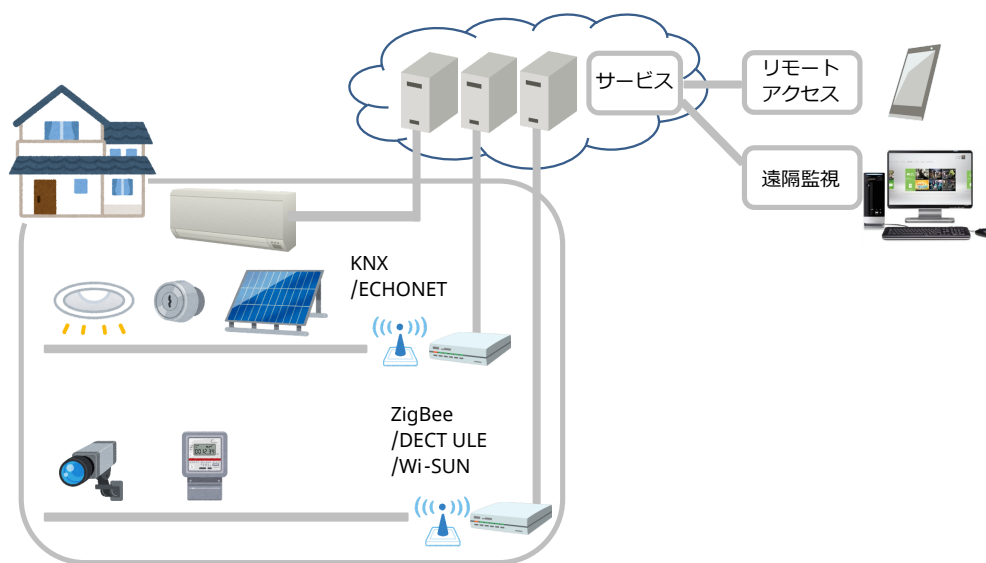 サービス
リモート
アクセス
遠隔監視
KNX
/ECHONET
ZigBee
/DECT ULE
/Wi-SUN